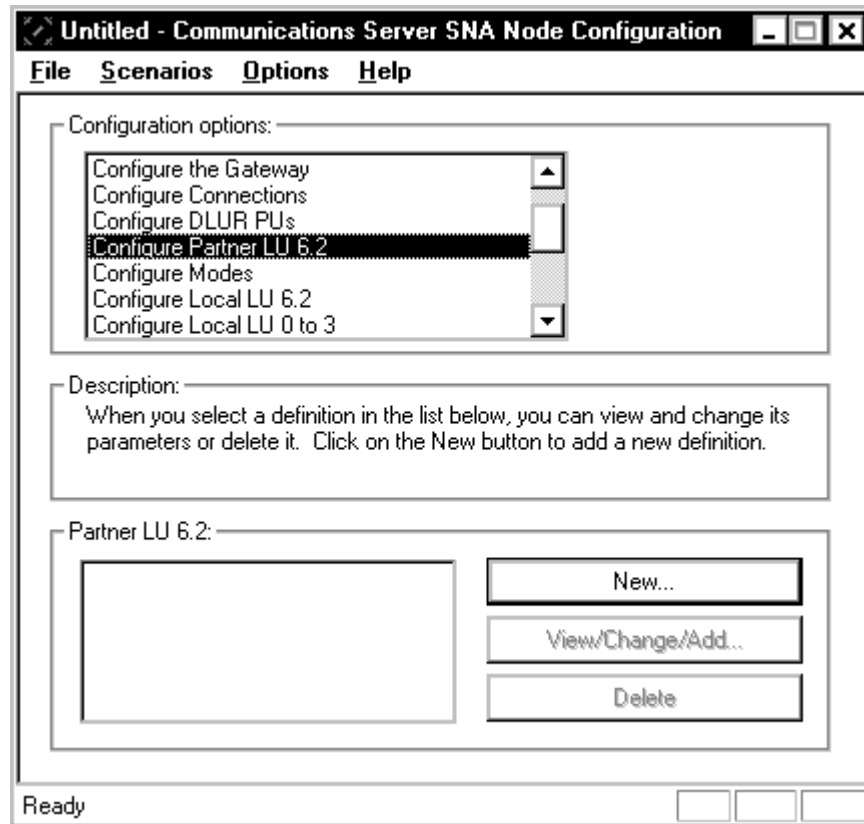 Untitled - Communications Server SNA Node Configuration
File Scenarios Options Help
Configuration options:
Configure the Gateway
Configure Connections
Configure DLUR PUs
Configure Partner LU 6.2
Configure Modes
Configure Local LU 6.2
Configure Local LU 0 to 3
Description:
When you select a definition in the list below, you can view and change its
parameters or delete it. Click on the New button to add a new definition.
Partner LU 6.2:
New...
View/Change/Add...
Delete
Ready